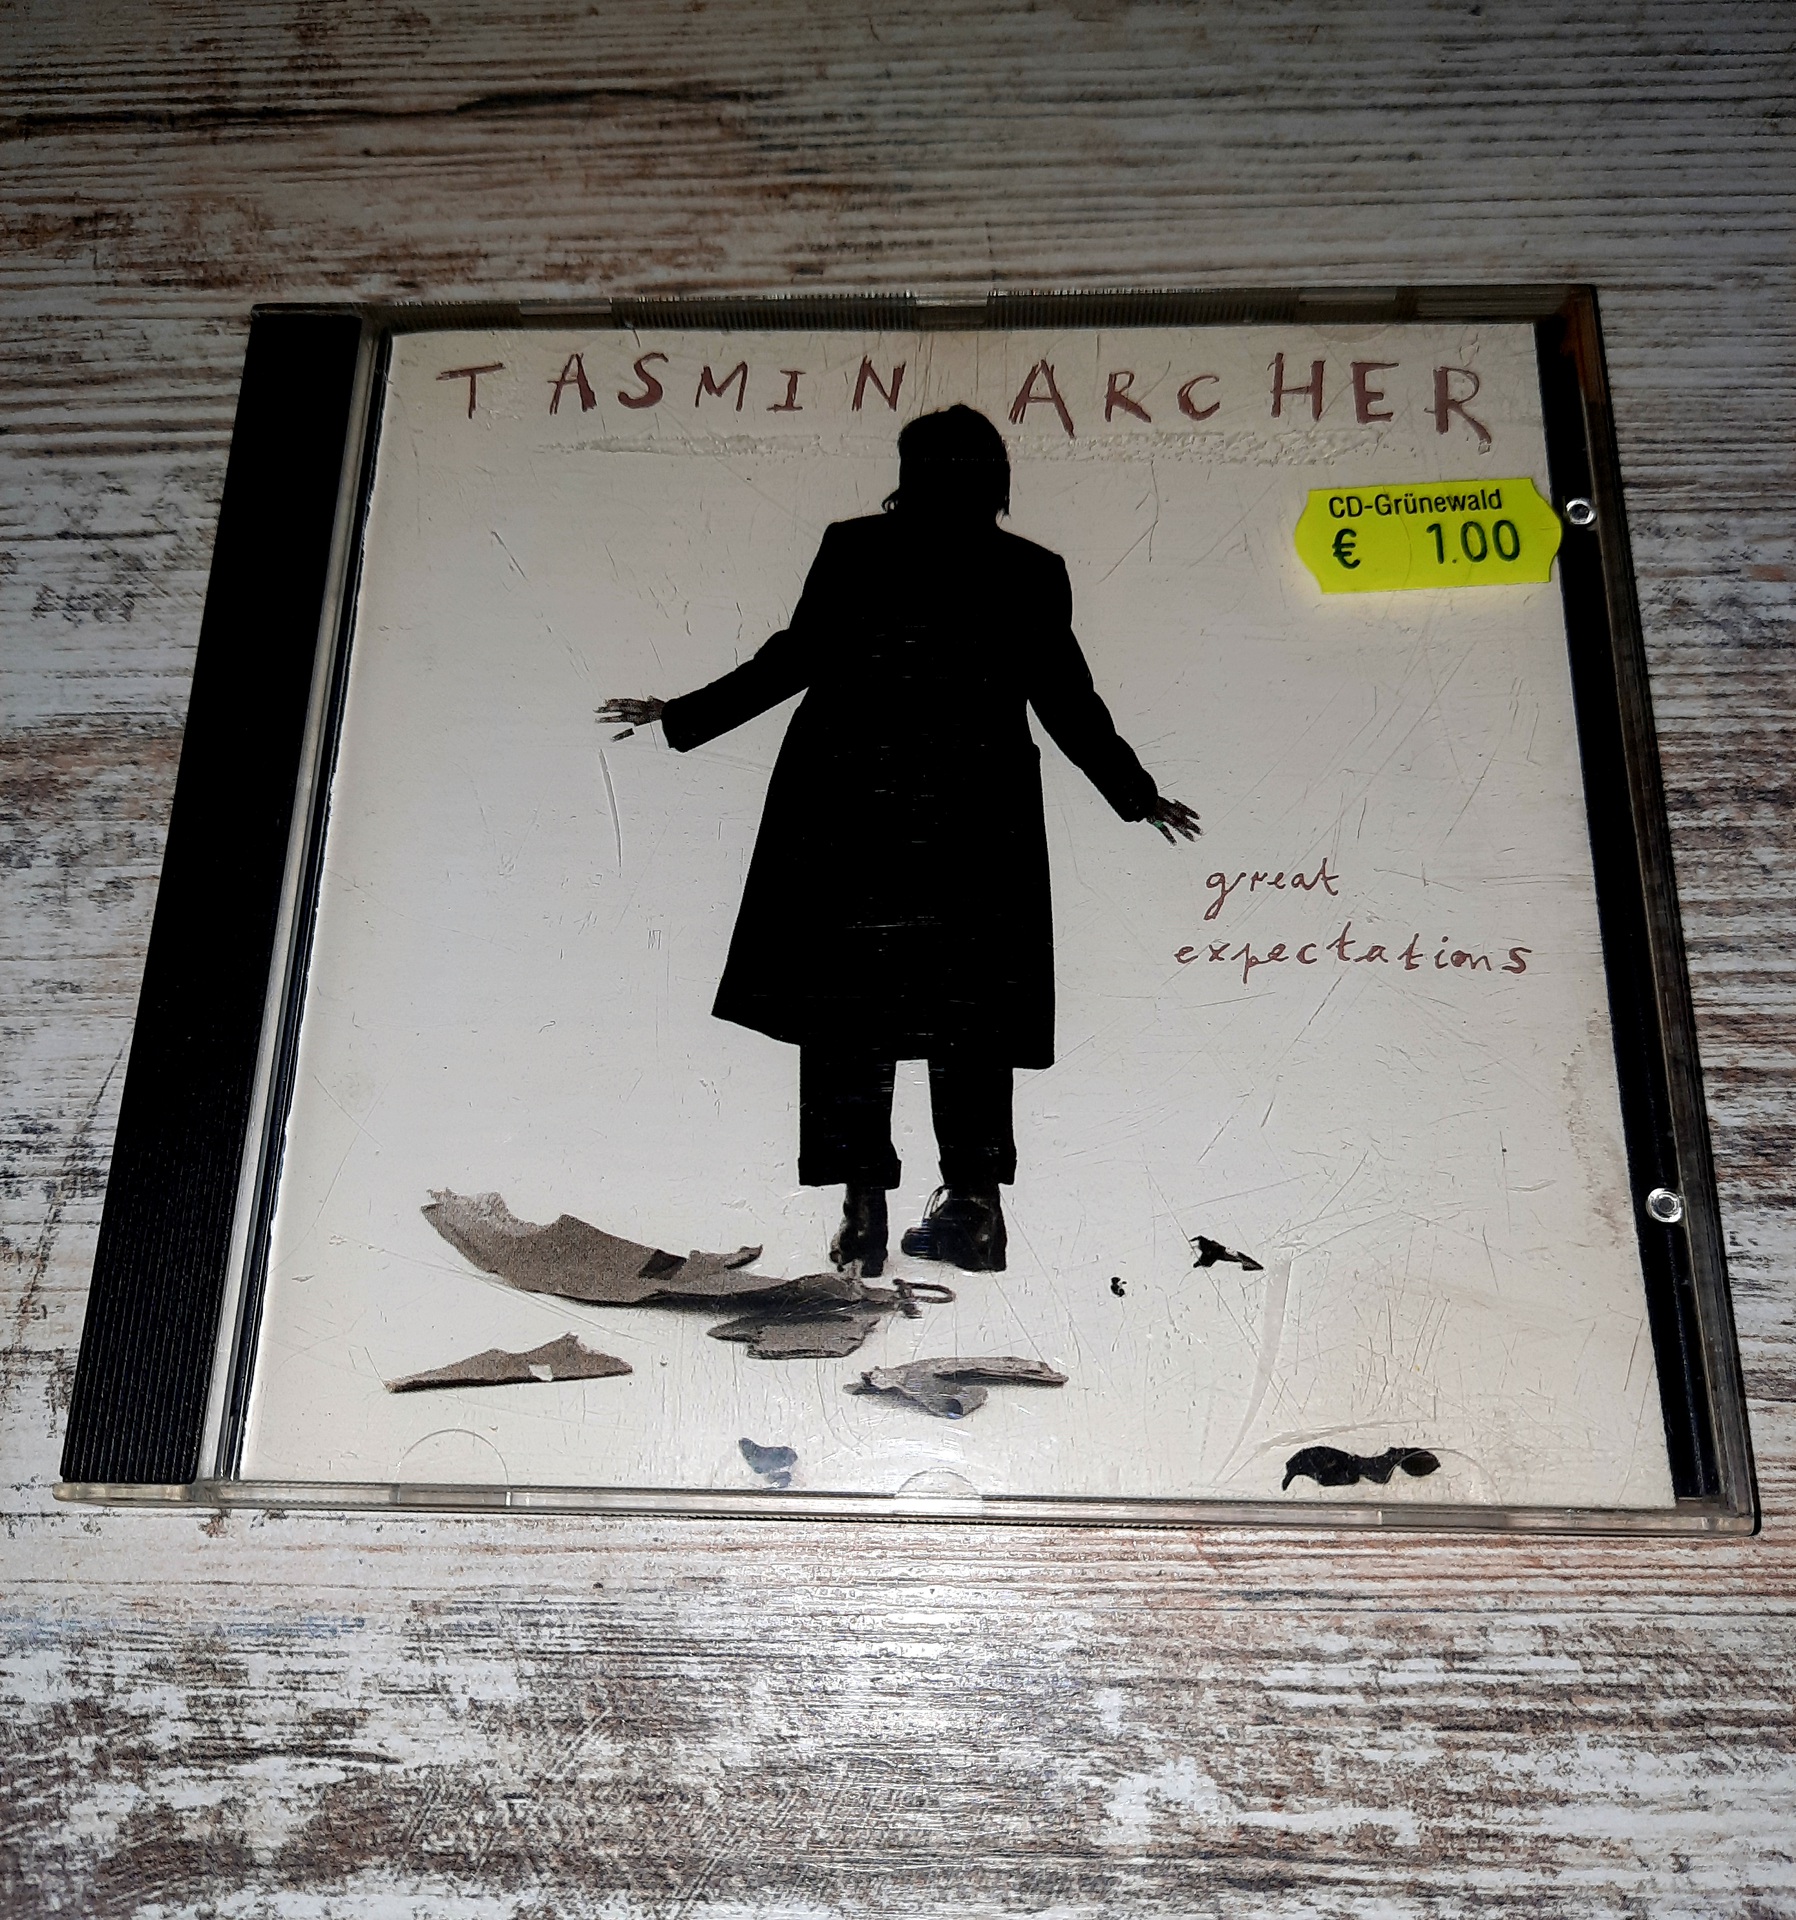 TASMIN ARCHER
CD-Grünewald
€ 1.00
great
expectations